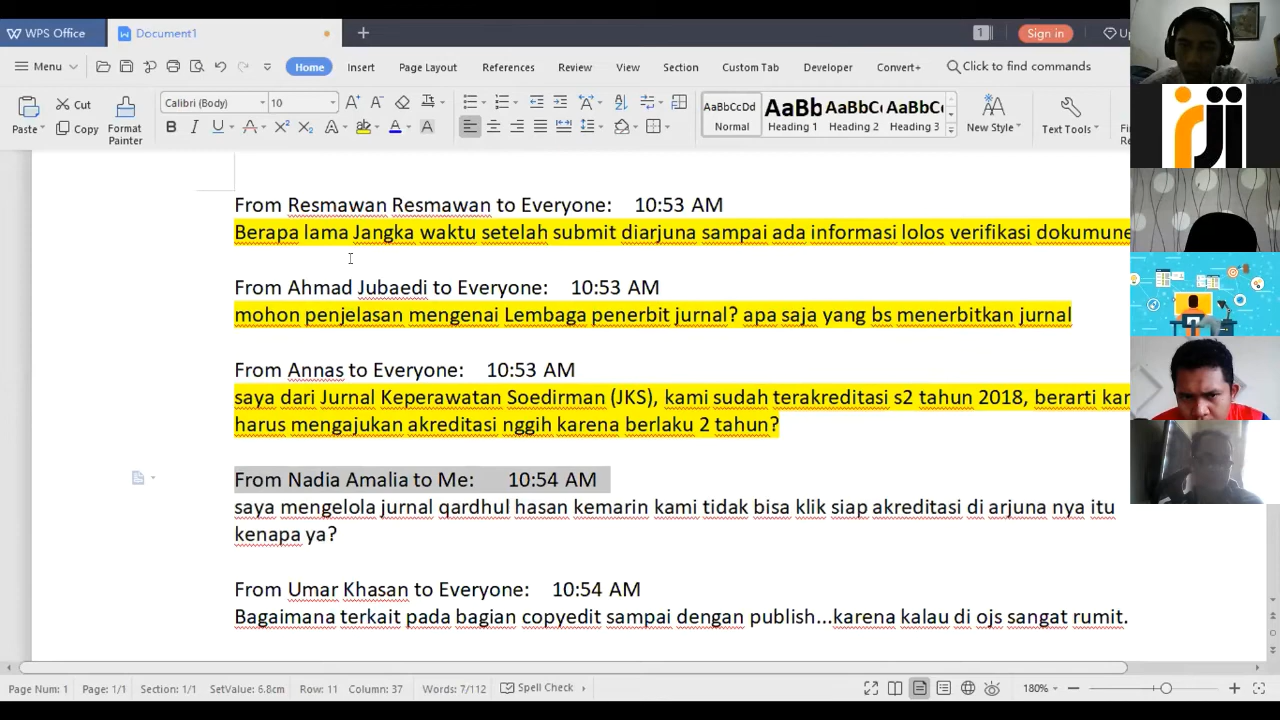 WPS Office
Document1
1
Sign in
Up
Menu
Home
Insert
Page Layout
References
Review
View
Section
Custom Tab
Developer
Convert+
Click to find commands
Paste
Cut
Copy
Format Painter
Calibri (Body)
10
AaBbCcDd
Normal
AaBb
Heading 1
AaBbC
Heading 2
AaBbC
Heading 3
New Style
Text Tools
rji
From Resmawan Resmawan to Everyone: 10:53 AM
Berapa lama Jangka waktu setelah submit diarjuna sampai ada informasi lolos verifikasi dokumune
From Ahmad Jubaedi to Everyone: 10:53 AM
mohon penjelasan mengenai Lembaga penerbit jurnal? apa saja yang bs menerbitkan jurnal
From Annas to Everyone: 10:53 AM
saya dari Jurnal Keperawatan Soedirman (JKS), kami sudah terakreditasi s2 tahun 2018, berarti kar
harus mengajukan akreditasi nggih karena berlaku 2 tahun?
From Nadia Amalia to Me: 10:54 AM
saya mengelola jurnal qardhul hasan kemarin kami tidak bisa klik siap akreditasi di arjuna nya itu
kenapa ya?
From Umar Khasan to Everyone: 10:54 AM
Bagaimana terkait pada bagian copyedit sampai dengan publish...karena kalau di ojs sangat rumit.
Page Num: 1 Page: 1/1 Section: 1/1 SetValue: 6.8cm Row: 11 Column: 37 Words: 7/112 Spell Check 180%